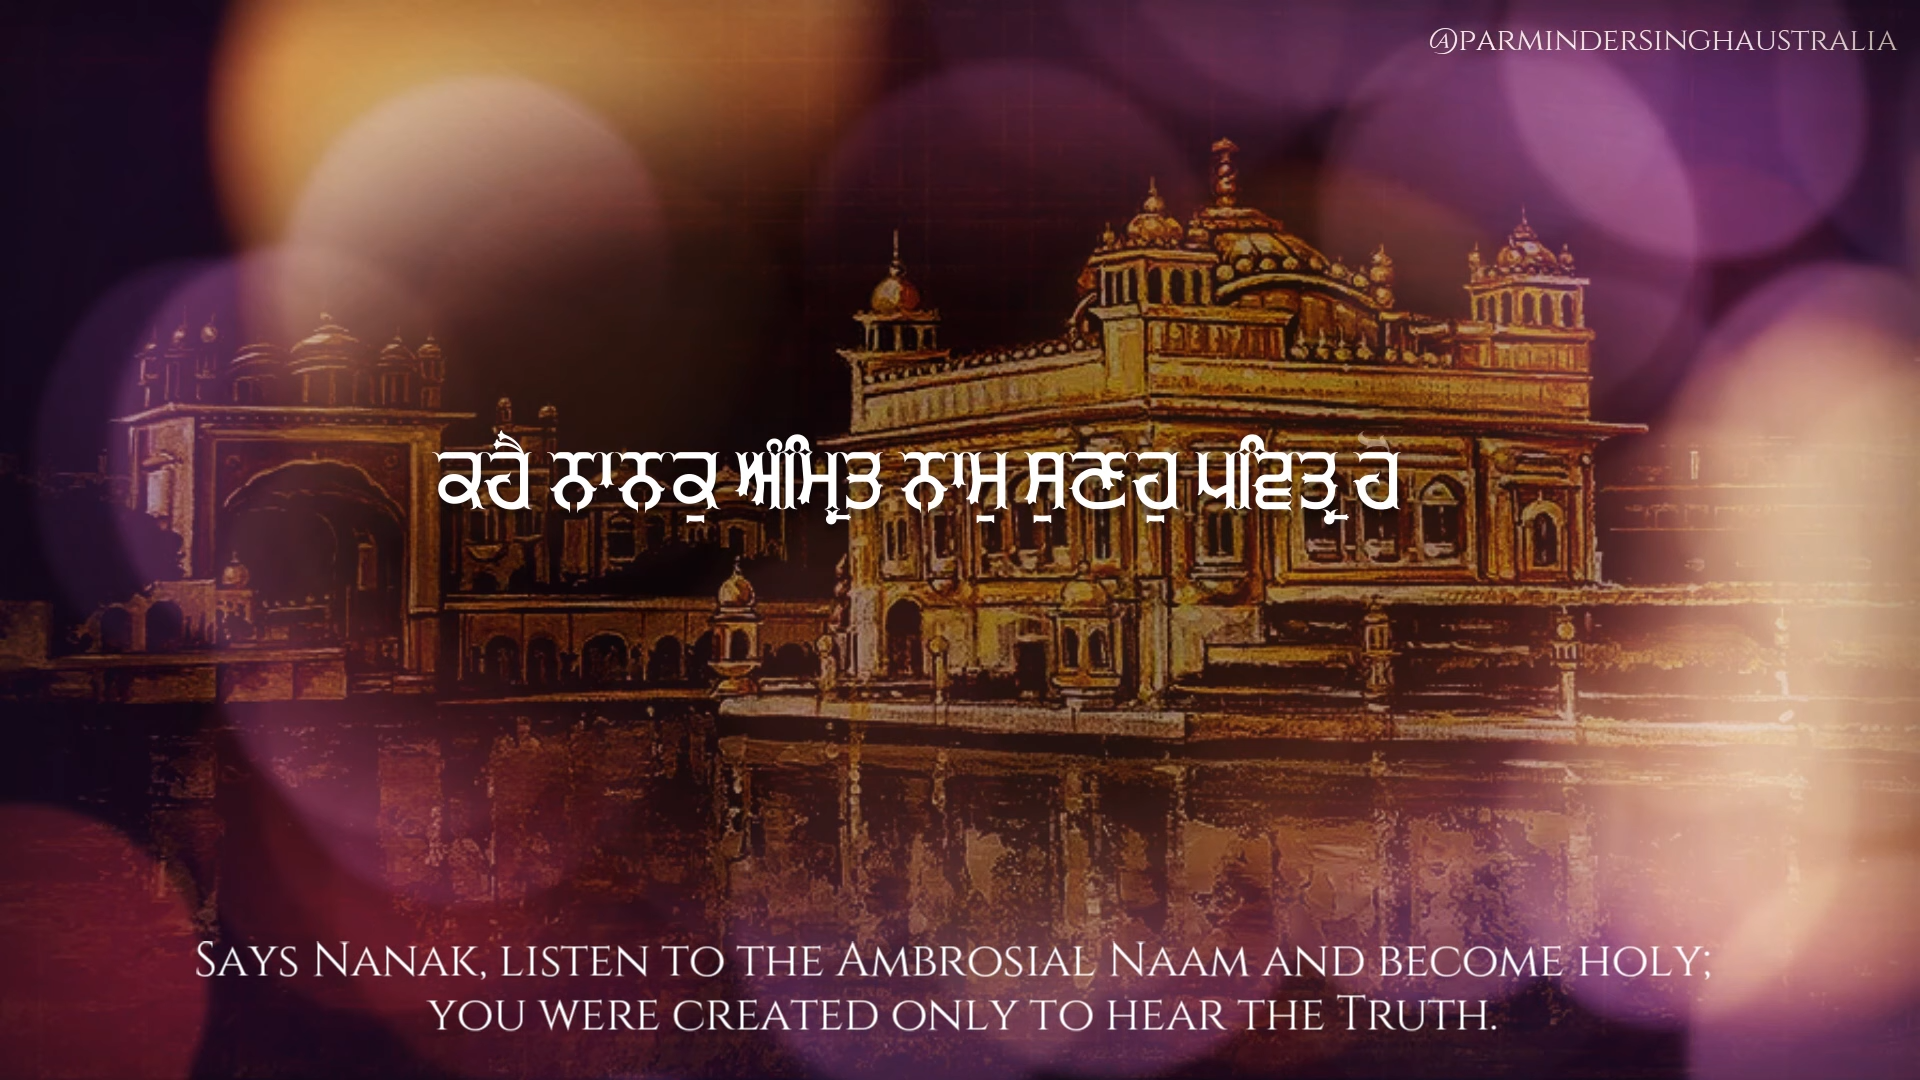 @PARMINDERSINGHAUSTRALIA
ਕਹੈ ਨਾਨਕੁ ਅੰਮ੍ਰਿਤ ਨਾਮੁ ਸੁਣਹੁ ਪਵਿਤ੍ਰ ਹੋ
SAYS NANAK, LISTEN TO THE AMBROSIAL NAAM AND BECOME HOLY;
YOU WERE CREATED ONLY TO HEAR THE TRUTH.